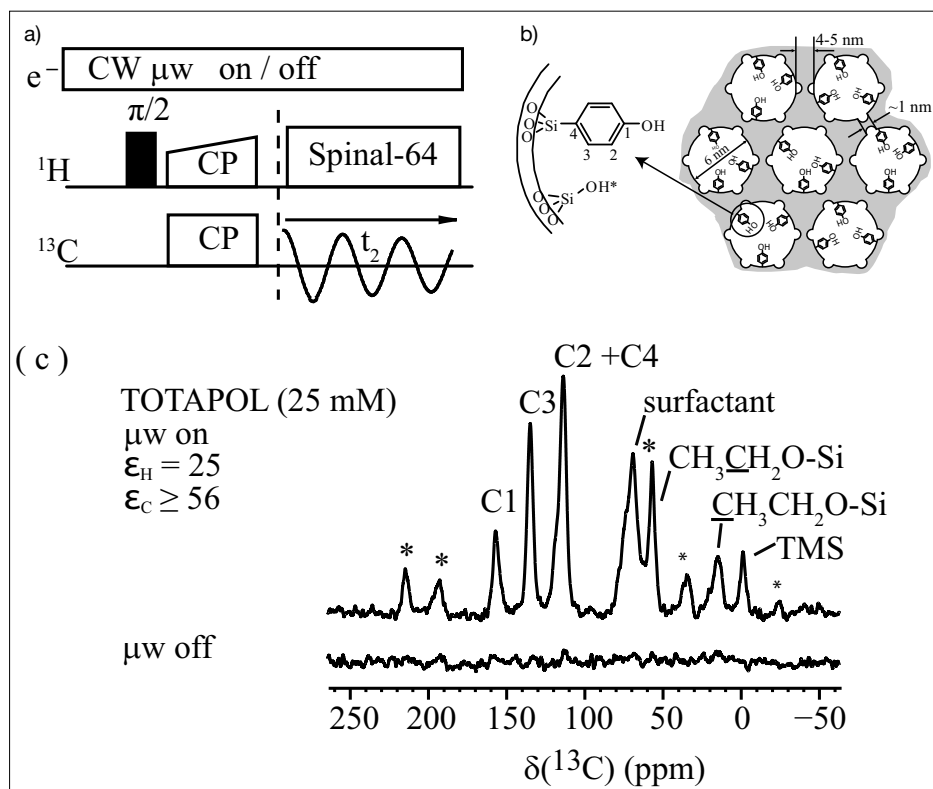 a)
e⁻ CW μw on / off
π/2
¹H CP Spinal-64
¹³C CP t₂
b)
4-5 nm
~1 nm
6 nm
O
O
O
Si
4
3
2
1
OH
Si
OH*
O
O
O
( c )
TOTAPOL (25 mM)
μw on
ε_H = 25
ε_C ≥ 56
C1
C3
C2 +C4
surfactant
CH₃CH₂O-Si
CH₃CH₂O-Si
TMS
* * * * *
μw off
250 200 150 100 50 0 −50
δ(¹³C) (ppm)